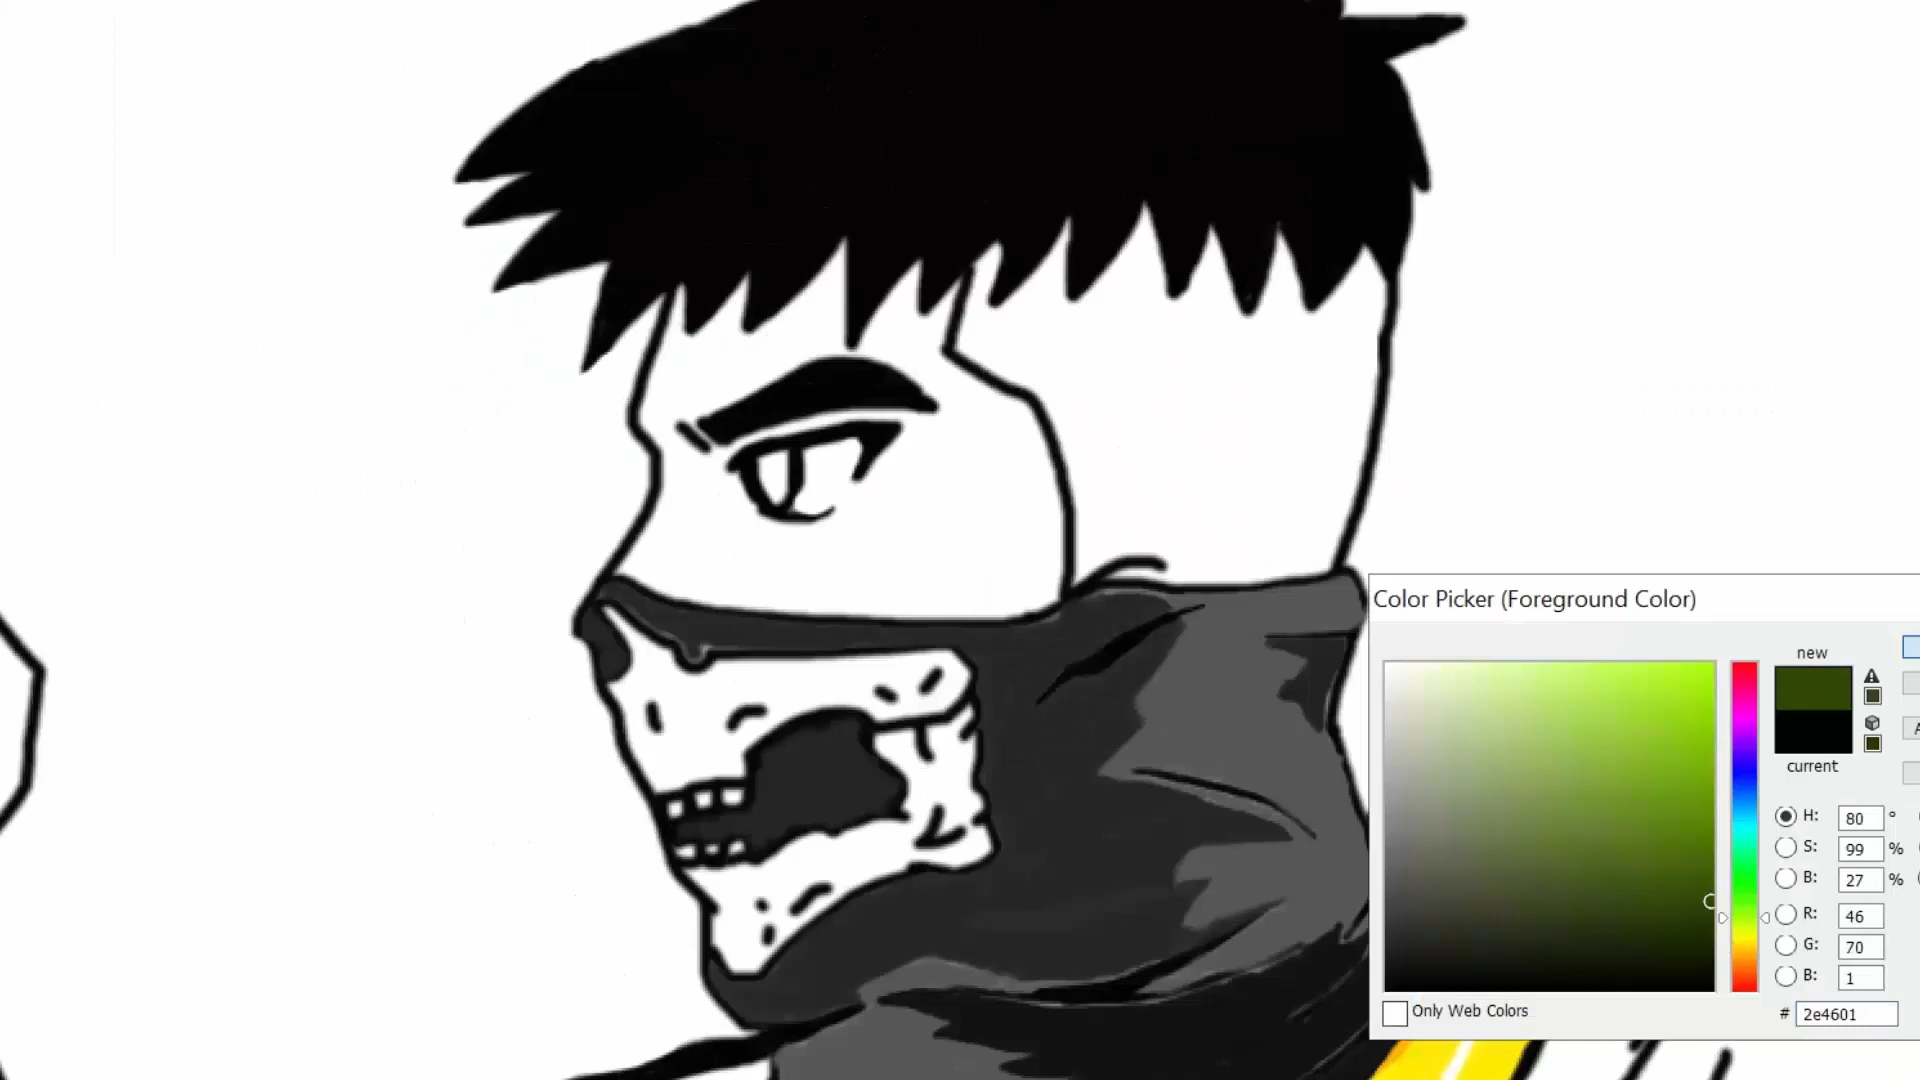 Color Picker (Foreground Color)
new
current
H: 80 °
S: 99 %
B: 27 %
R: 46
G: 70
B: 1
Only Web Colors
# 2e4601